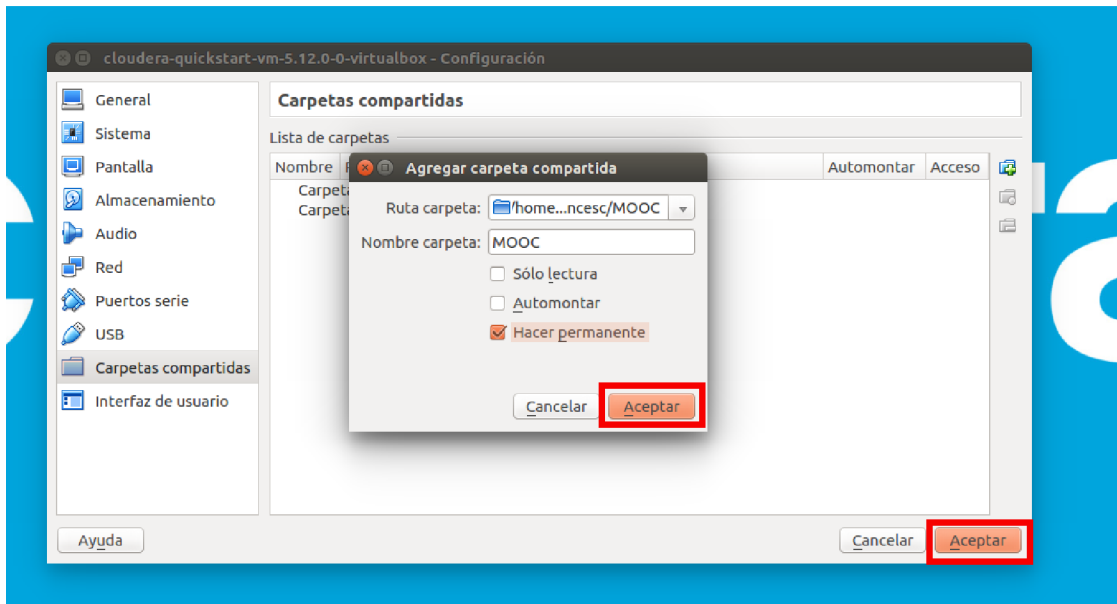 cloudera-quickstart-vm-5.12.0-0-virtualbox - Configuración
General
Sistema
Pantalla
Almacenamiento
Audio
Red
Puertos serie
USB
Carpetas compartidas
Interfaz de usuario
Carpetas compartidas
Lista de carpetas
Nombre Automontar Acceso
Agregar carpeta compartida
Ruta carpeta: /home...ncesc/MOOC
Nombre carpeta: MOOC
Sólo lectura
Automontar
Hacer permanente
Cancelar Aceptar
Ayuda Cancelar Aceptar